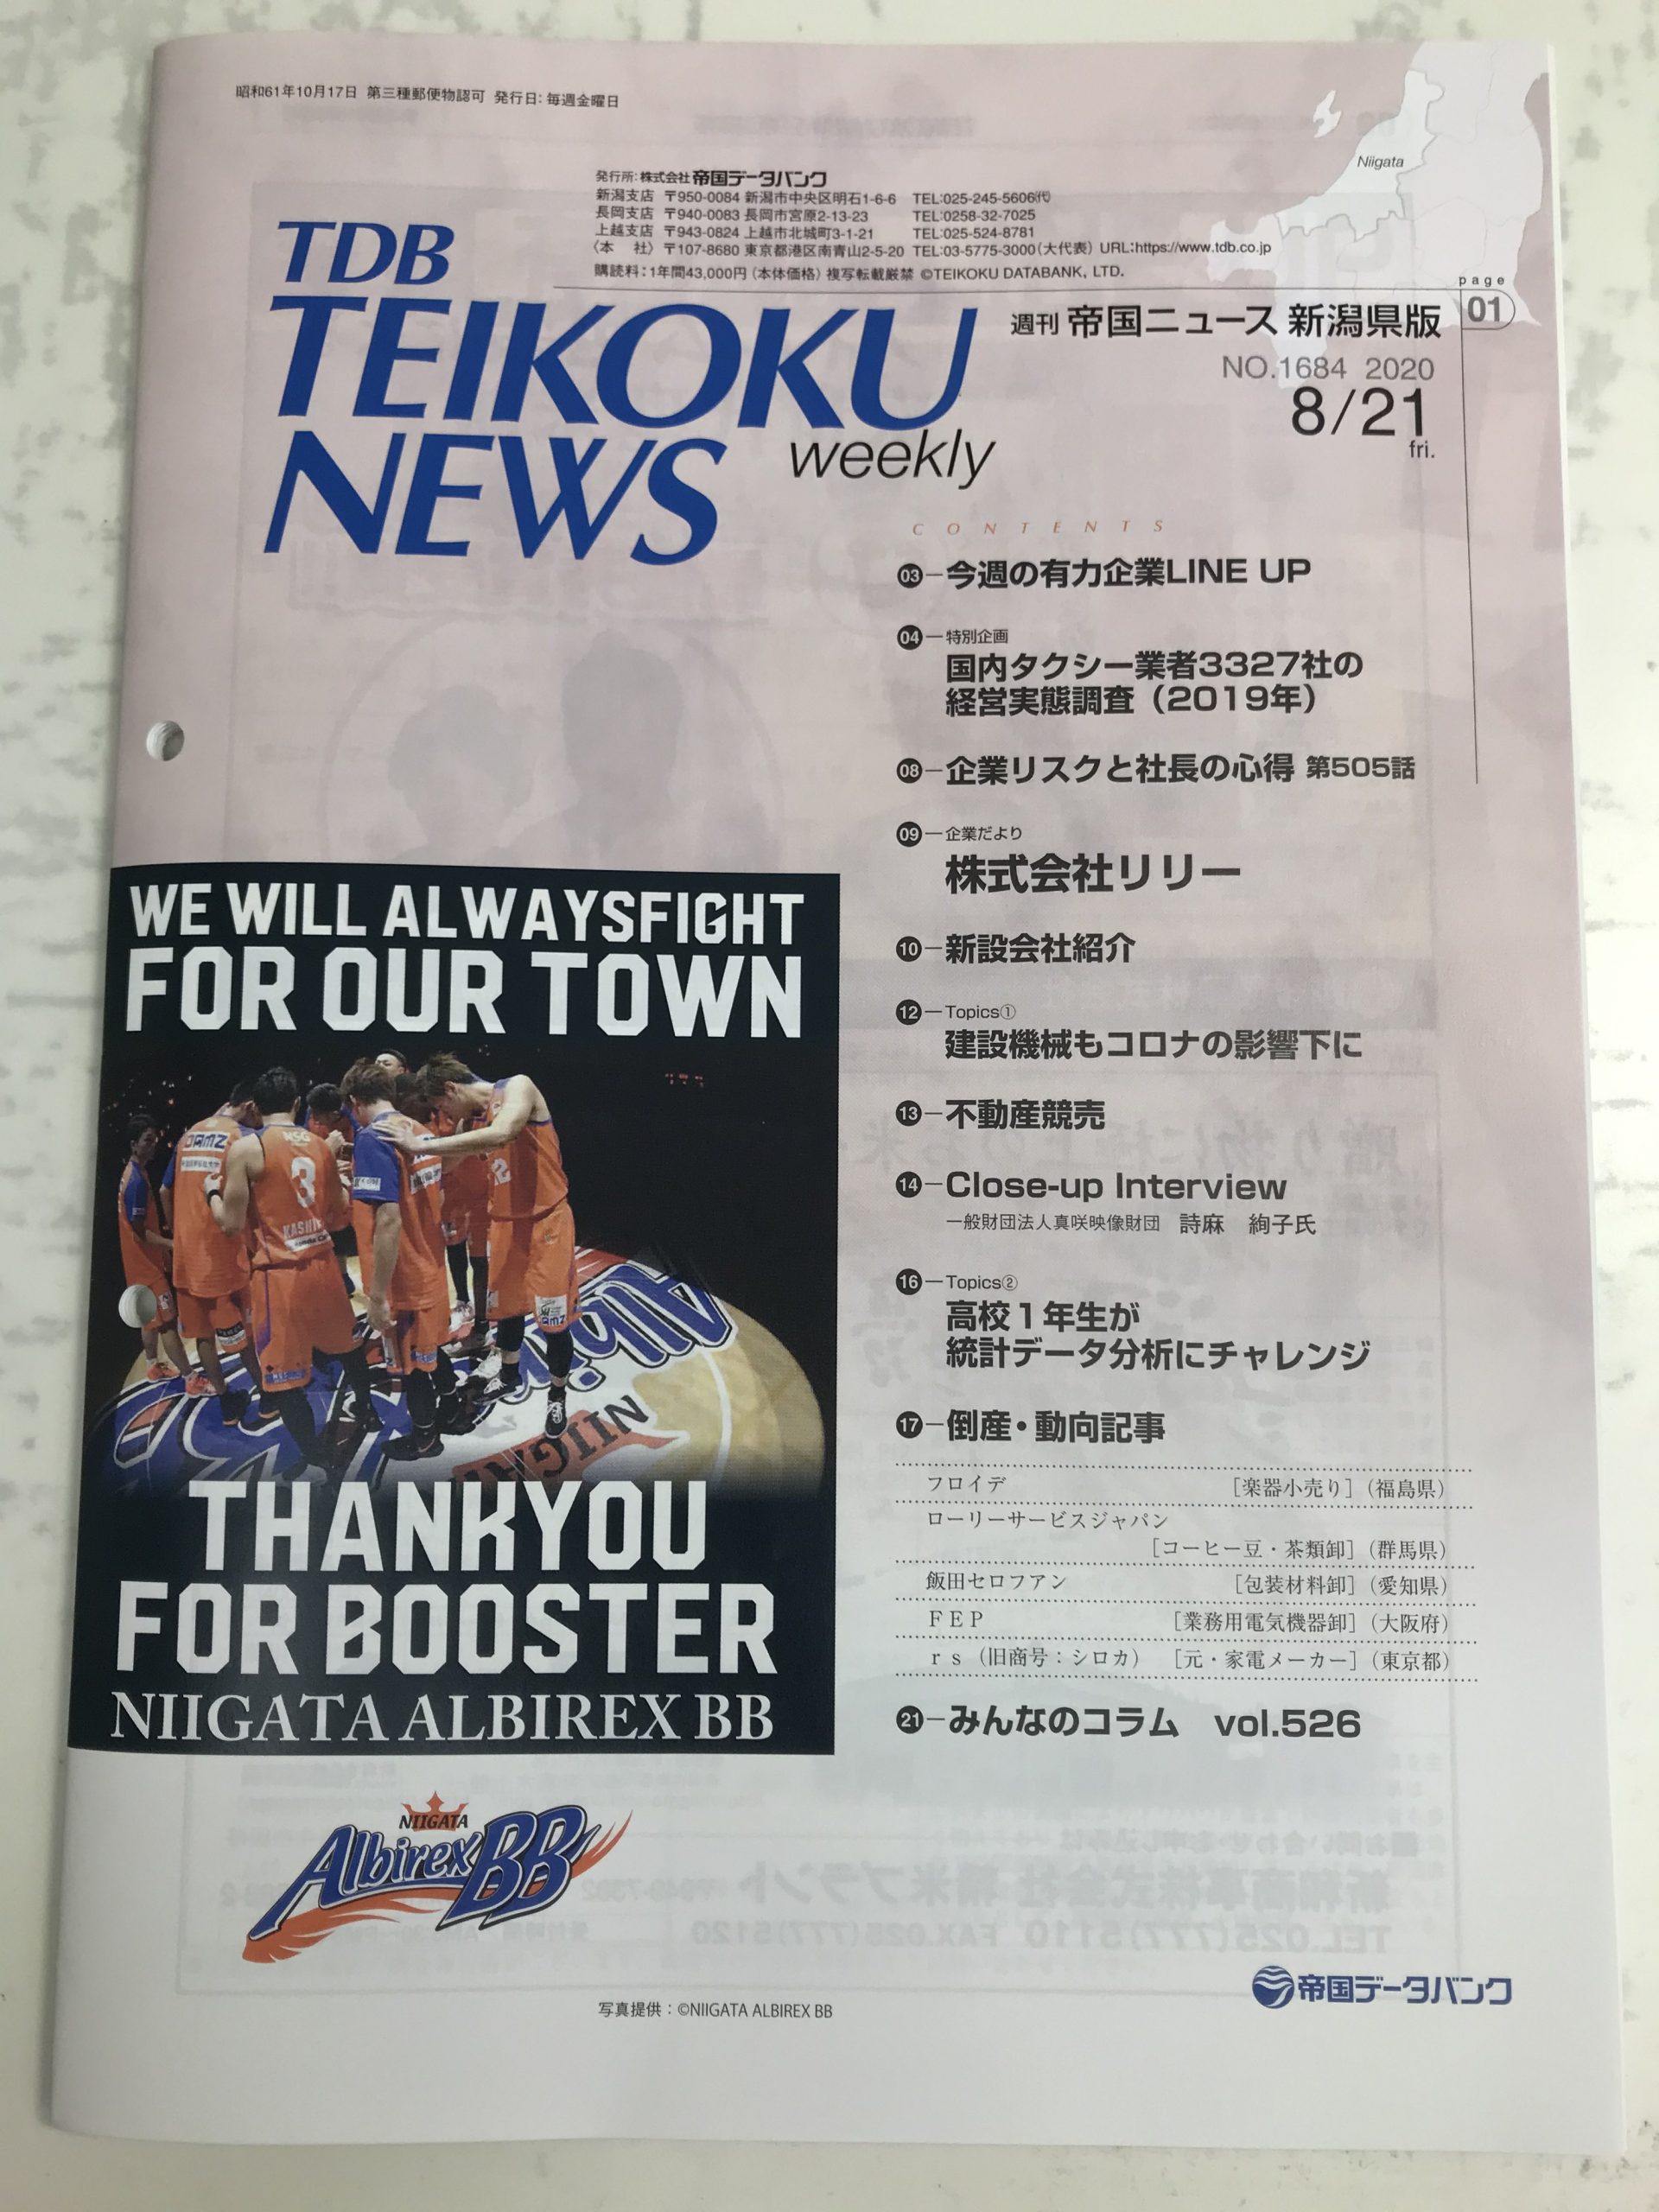 昭和61年10月17日 第三種郵便物認可 発行日：毎週金曜日
Niigata
発行所：株式会社 帝国データバンク
新潟支店 〒950-0084 新潟市中央区明石1-6-6 TEL:025-245-5606㈹
長岡支店 〒940-0083 長岡市宮原2-13-23 TEL:0258-32-7025
上越支店 〒943-0824 上越市北城町3-1-21 TEL:025-524-8781
〈本 社〉 〒107-8680 東京都港区南青山2-5-20 TEL:03-5775-3000（大代表） URL:https://www.tdb.co.jp
購読料：1年間43,000円（本体価格）複写転載厳禁 ©TEIKOKU DATABANK, LTD.
page
01
TDB
TEIKOKU
NEWS
weekly
週刊 帝国ニュース 新潟県版
NO.1684 2020
8/21
fri.
CONTENTS
03 今週の有力企業LINE UP
04 特別企画
国内タクシー業者3327社の
経営実態調査（2019年）
08 企業リスクと社長の心得 第505話
09 企業だより
株式会社リリー
10 新設会社紹介
12 Topics①
建設機械もコロナの影響下に
13 不動産競売
14 Close-up Interview
一般財団法人真咲映像財団 詩麻 絢子氏
16 Topics②
高校1年生が
統計データ分析にチャレンジ
17 倒産・動向記事
フロイデ ［楽器小売り］（福島県）
ローリーサービスジャパン
［コーヒー豆・茶類卸］（群馬県）
飯田セロフアン ［包装材料卸］（愛知県）
ＦＥＰ ［業務用電気機器卸］（大阪府）
ｒｓ（旧商号：シロカ） ［元・家電メーカー］（東京都）
21 みんなのコラム vol.526
WE WILL ALWAYSFIGHT
FOR OUR TOWN
NSG
3
THANKYOU
FOR BOOSTER
NIIGATA ALBIREX BB
NIIGATA
Albirex BB
写真提供：©NIIGATA ALBIREX BB
帝国データバンク